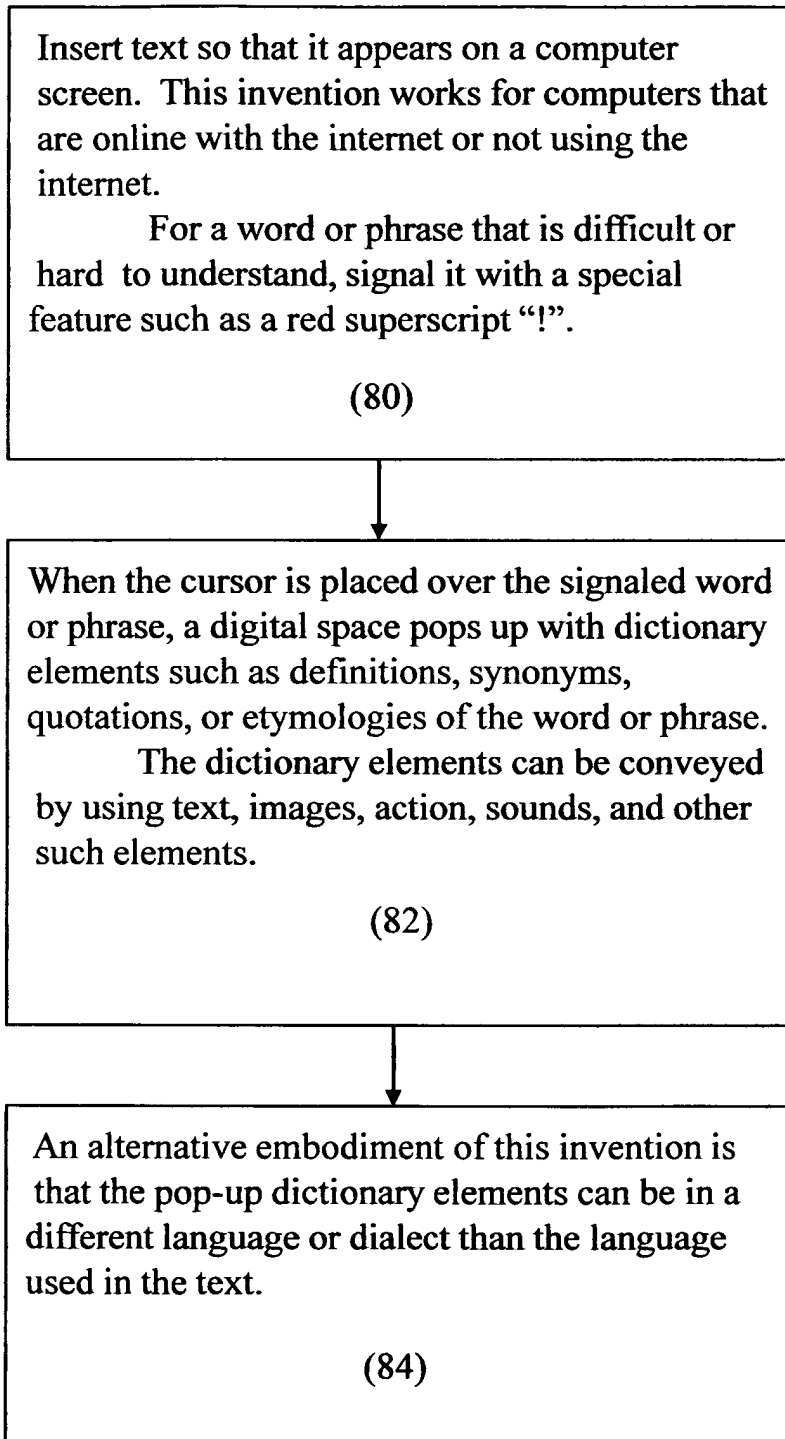 Insert text so that it appears on a computer
screen. This invention works for computers that
are online with the internet or not using the
internet.
For a word or phrase that is difficult or
hard to understand, signal it with a special
feature such as a red superscript “!”.
(80)
When the cursor is placed over the signaled word
or phrase, a digital space pops up with dictionary
elements such as definitions, synonyms,
quotations, or etymologies of the word or phrase.
The dictionary elements can be conveyed
by using text, images, action, sounds, and other
such elements.
(82)
An alternative embodiment of this invention is
that the pop-up dictionary elements can be in a
different language or dialect than the language
used in the text.
(84)